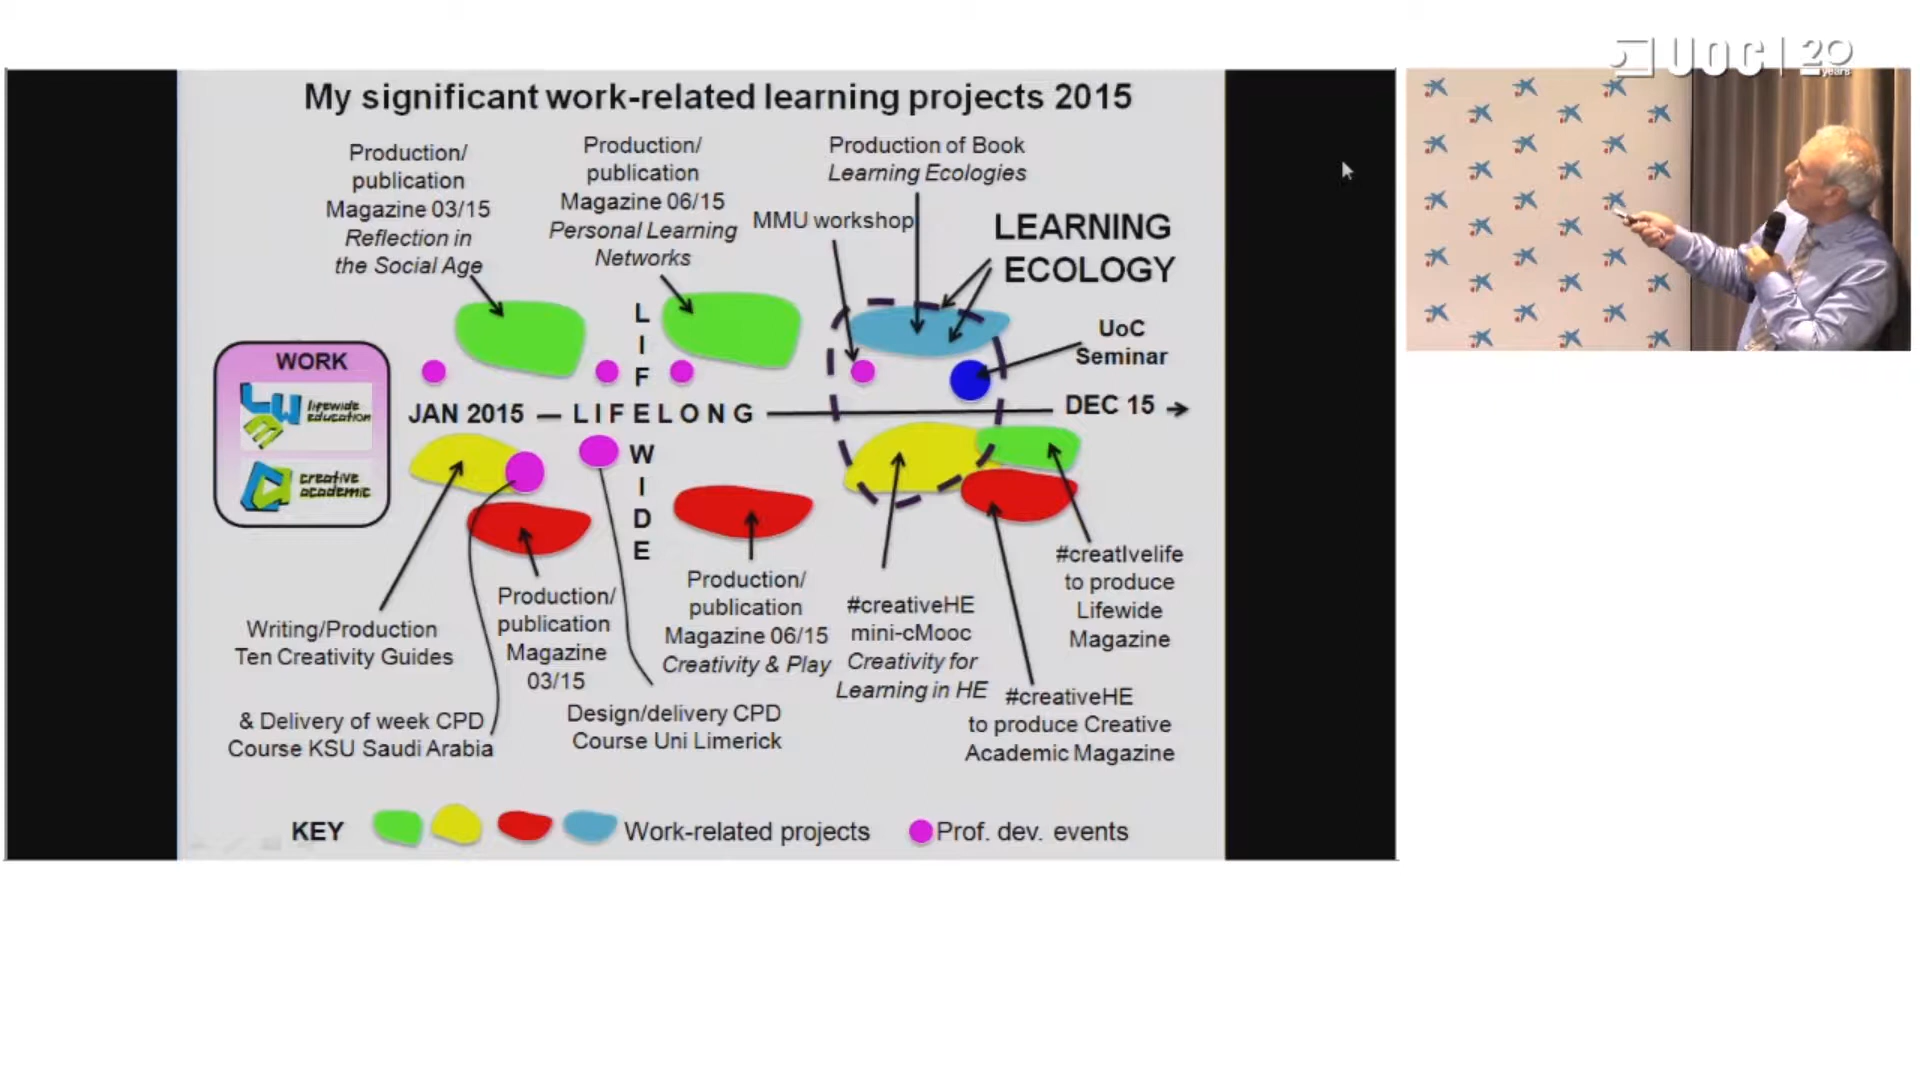 UOC | 20
years
My significant work-related learning projects 2015
Production/
publication
Magazine 03/15
Reflection in
the Social Age
Production/
publication
Magazine 06/15
Personal Learning
Networks
Production of Book
Learning Ecologies
MMU workshop
LEARNING
ECOLOGY
UoC
Seminar
WORK
lifewide
education
creative
academic
JAN 2015 — LIFELONG
DEC 15
L
I
F
E
W
I
D
E
Writing/Production
Ten Creativity Guides
& Delivery of week CPD
Course KSU Saudi Arabia
Production/
publication
Magazine
03/15
Design/delivery CPD
Course Uni Limerick
Production/
publication
Magazine 06/15
Creativity & Play
#creativeHE
mini-cMooc
Creativity for
Learning in HE
#creatIvelife
to produce
Lifewide
Magazine
#creativeHE
to produce Creative
Academic Magazine
KEY
Work-related projects
Prof. dev. events